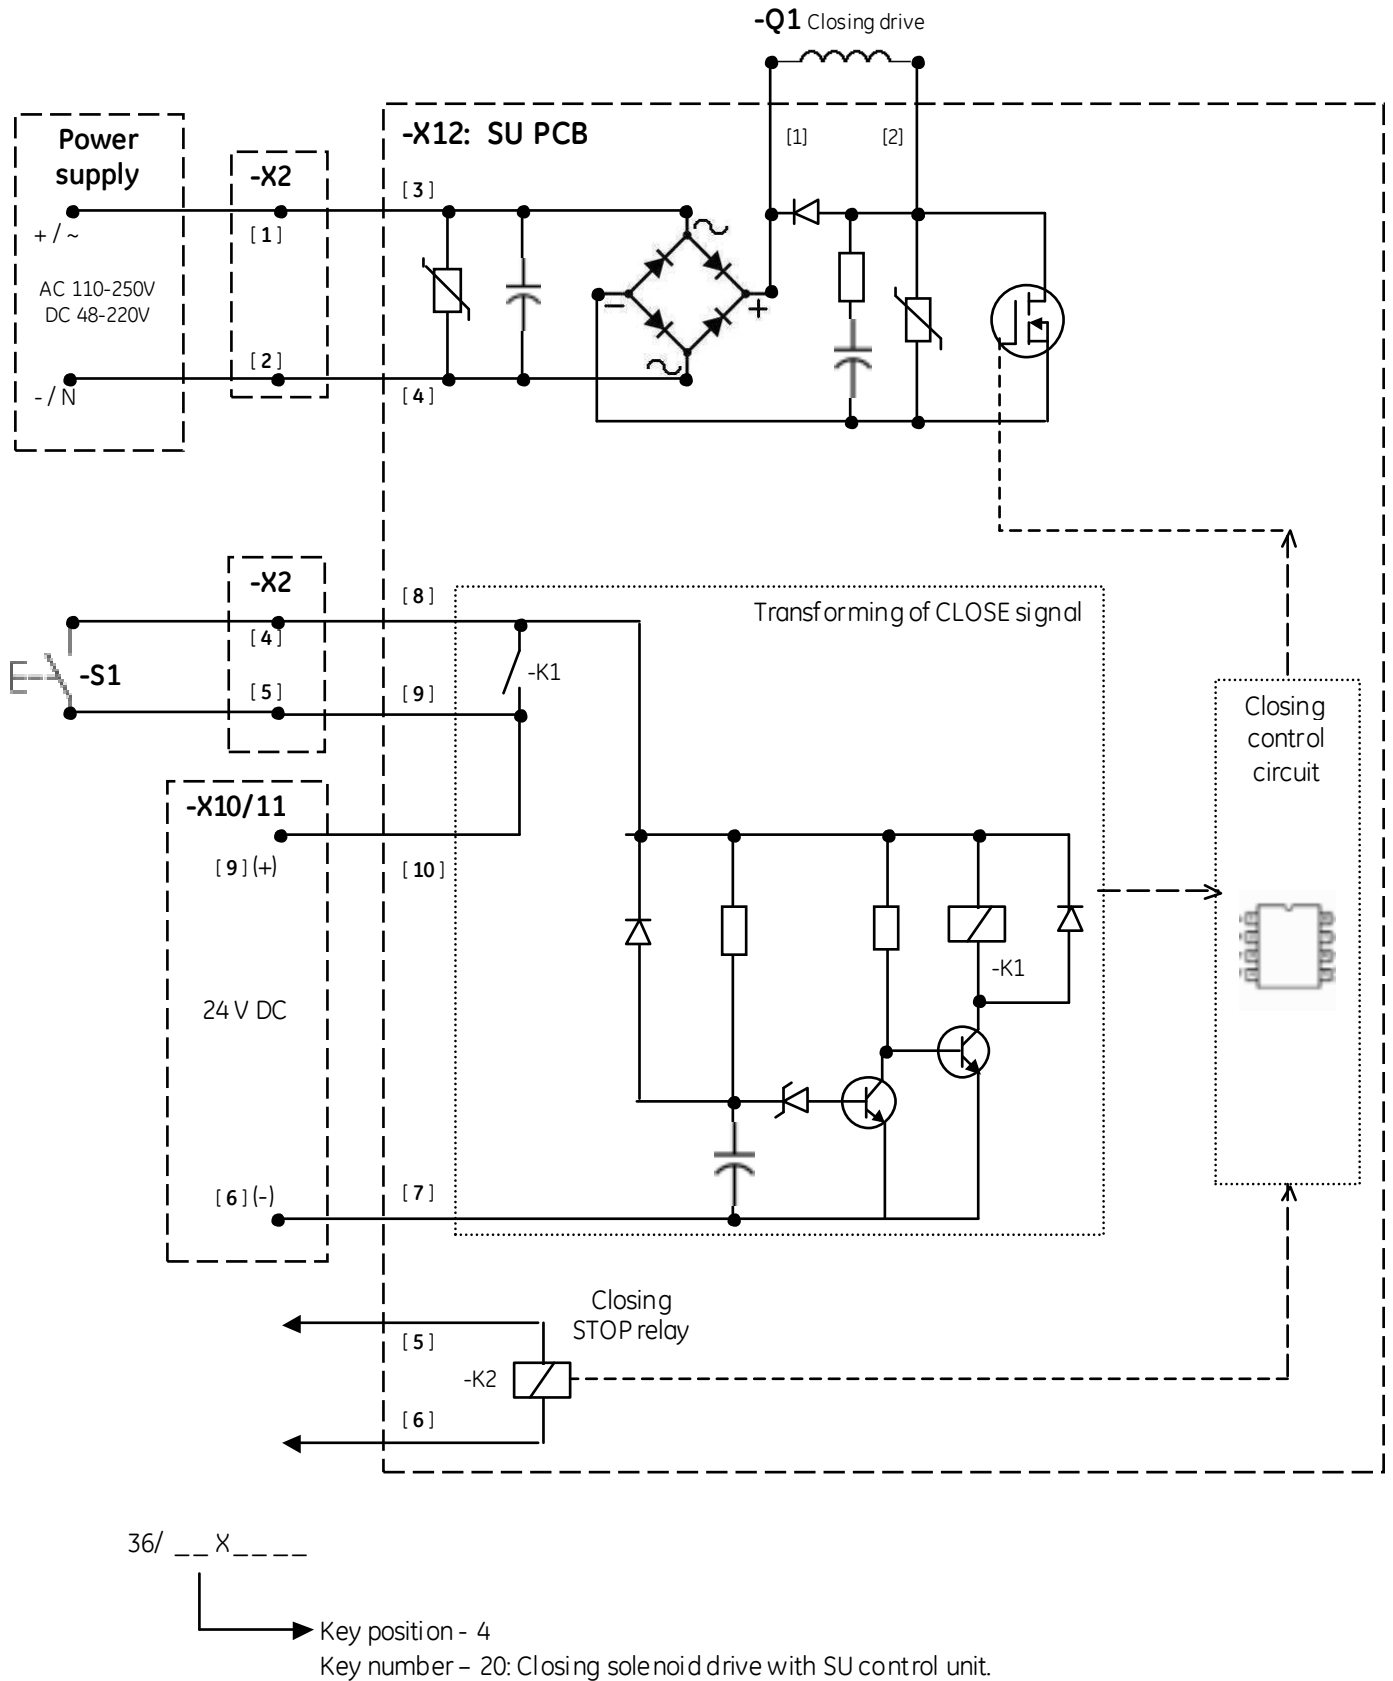 -Q1 Closing drive
Power
supply
-X12: SU PCB
[1]
[2]
-X2
[3]
+ / ~
[1]
AC 110-250V
DC 48-220V
−
+
[2]
- / N
[4]
-X2
[8]
Transforming of CLOSE signal
[4]
-S1
-K1
[5]
[9]
Closing
control
circuit
-X10/11
[9] (+)
[10]
-K1
24 V DC
[6] (-)
[7]
Closing
STOP relay
[5]
-K2
[6]
36/ __ X____
Key position - 4
Key number – 20: Closing solenoid drive with SU control unit.